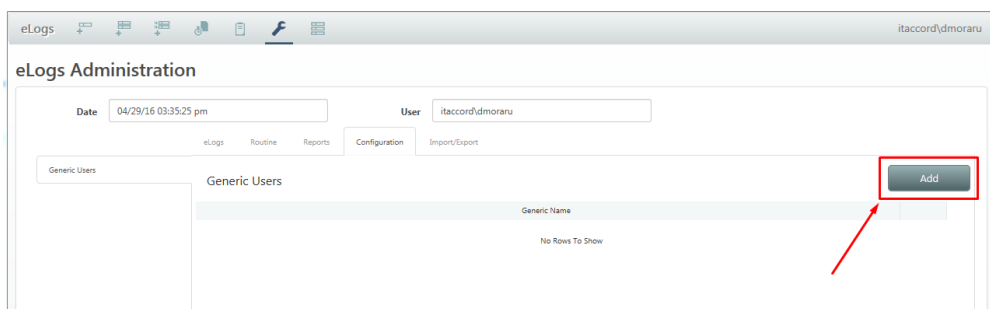 eLogs itaccord\dmoraru
eLogs Administration
Date 04/29/16 03:35:25 pm User itaccord\dmoraru
eLogs Routine Reports Configuration Import/Export
Generic Users
Generic Users Add
Generic Name
No Rows To Show